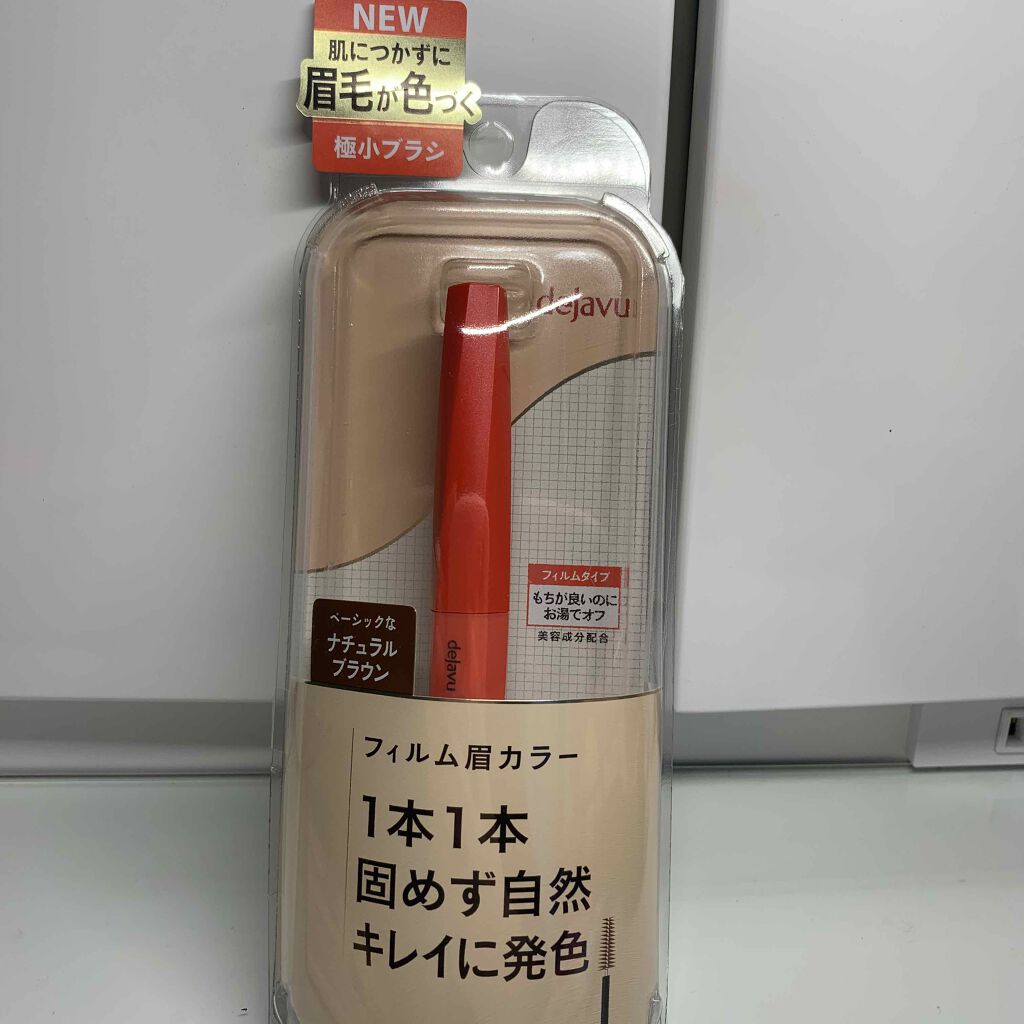 NEW
肌につかずに
眉毛が色づく
極小ブラシ
dejavu
フィルムタイプ
もちが良いのに
お湯でオフ
美容成分配合
ベーシックな
ナチュラル
ブラウン
dejavu
フィルム眉カラー
1本1本
固めず自然
キレイに発色